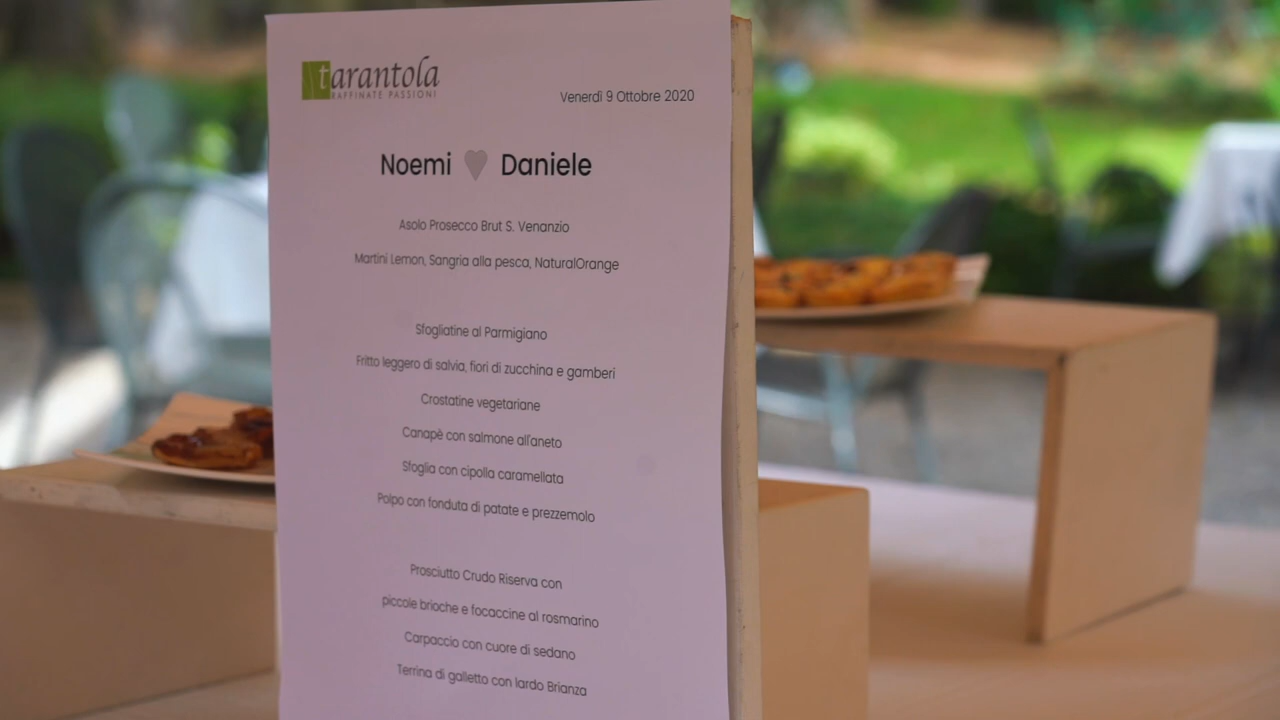 tarantola
RAFFINATE PASSIONI
Venerdì 9 Ottobre 2020
Noemi Daniele
Asolo Prosecco Brut S. Venanzio
Martini Lemon, Sangria alla pesca, NaturalOrange
Sfogliatine al Parmigiano
Fritto leggero di salvia, fiori di zucchina e gamberi
Crostatine vegetariane
Canapè con salmone all'aneto
Sfoglia con cipolla caramellata
Polpo con fonduta di patate e prezzemolo
Prosciutto Crudo Riserva con
piccole brioche e focaccine al rosmarino
Carpaccio con cuore di sedano
Terrina di galletto con lardo Brianza